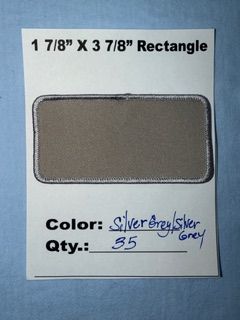 1 7/8” X 3 7/8” Rectangle
Color: Silver Grey/Silver Grey
Qty.: 35